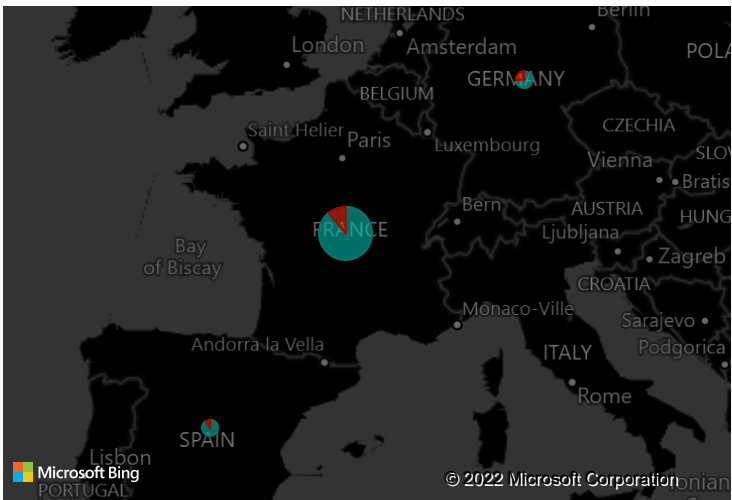 NETHERLANDS
Berlin
London
Amsterdam
POLA
GERMANY
BELGIUM
CZECHIA
Saint Helier
Paris
Luxembourg
SLOV
Vienna
Bratis
Bern
AUSTRIA
HUNG
FRANCE
Ljubljana
Bay
of Biscay
Zagreb
CROATIA
Monaco-Ville
Sarajevo
Andorra la Vella
ITALY
Podgorica
Rome
SPAIN
Lisbon
Microsoft Bing
© 2022 Microsoft Corporation
Ionian
PORTUGAL